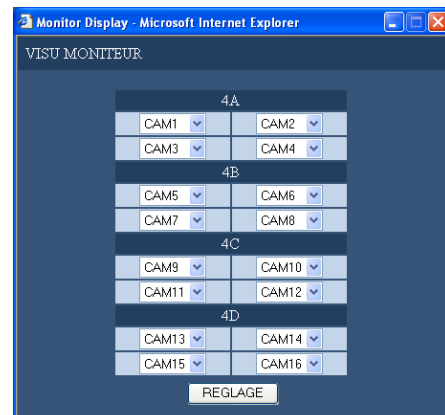 Monitor Display - Microsoft Internet Explorer
VISU MONITEUR
4A
CAM1 CAM2
CAM3 CAM4
4B
CAM5 CAM6
CAM7 CAM8
4C
CAM9 CAM10
CAM11 CAM12
4D
CAM13 CAM14
CAM15 CAM16
REGLAGE